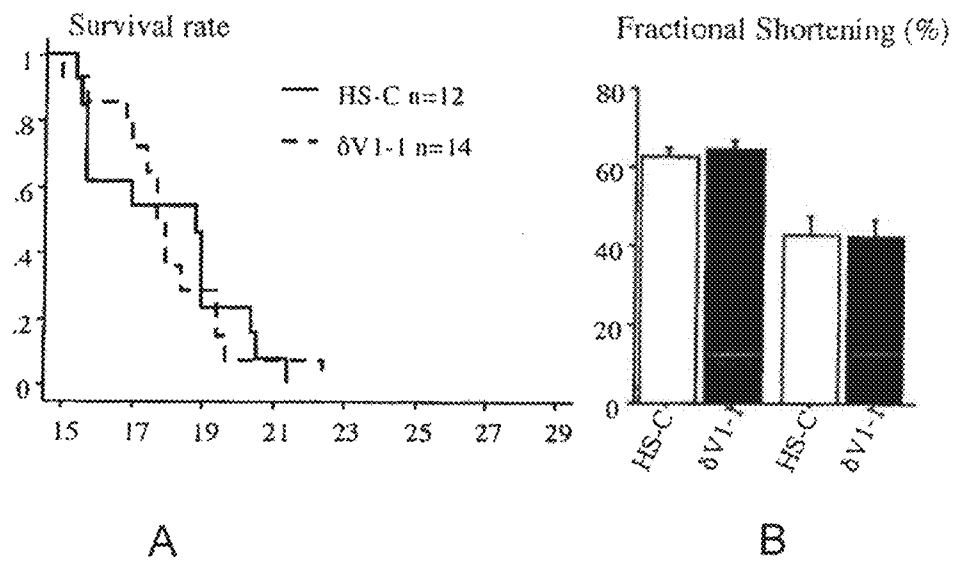 Survival rate
1
.8
.6
.4
.2
0
15 17 19 21 23 25 27 29
HS-C n=12
δV1-1 n=14
A
Fractional Shortening (%)
80
60
40
20
0
HS-C
δV1-1
HS-C
δV1-1
B